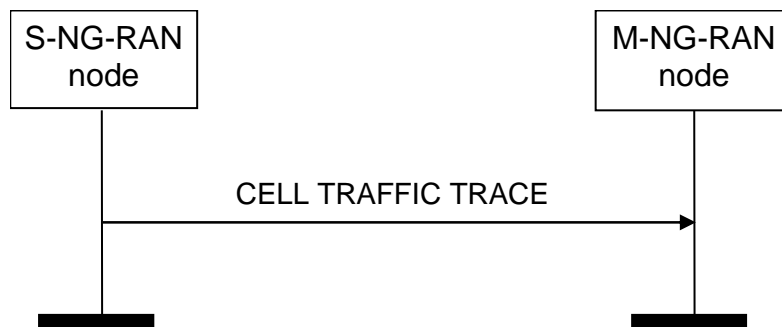 S-NG-RAN
node
M-NG-RAN
node
CELL TRAFFIC TRACE